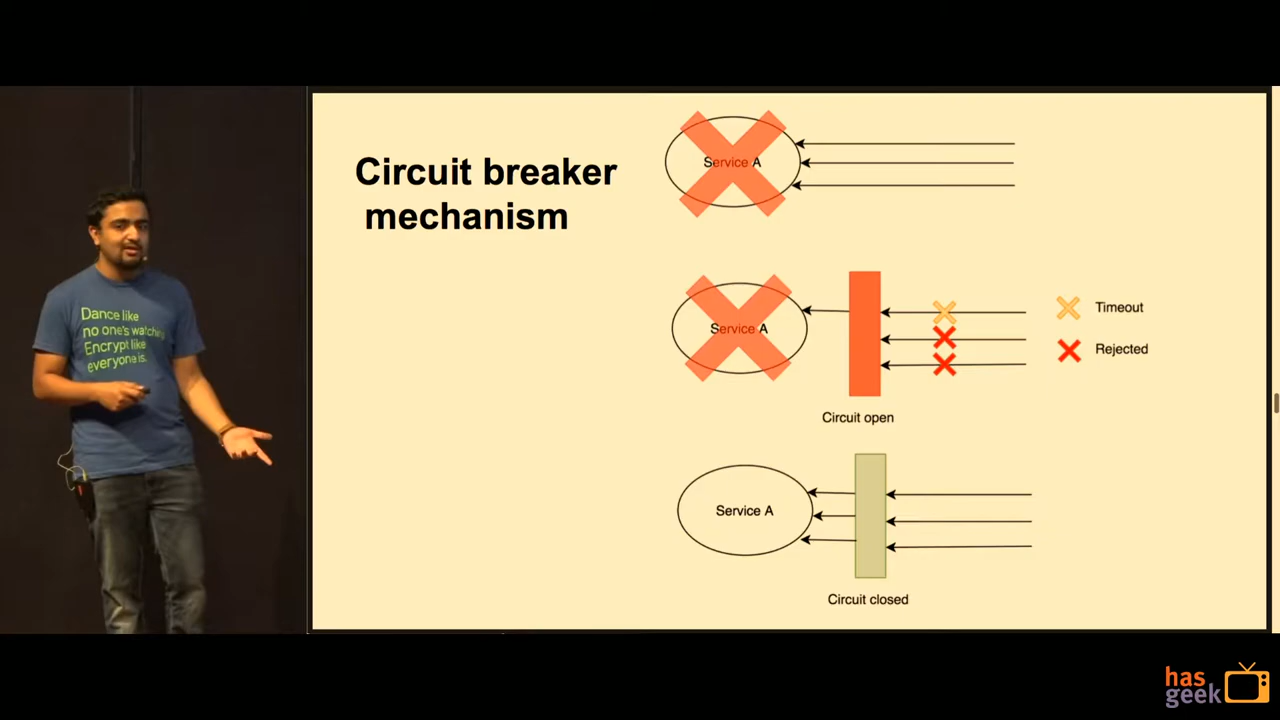 Circuit breaker
mechanism
Service A
Service A
Timeout
Rejected
Circuit open
Service A
Circuit closed
Dance like
no one's watching
Encrypt like
everyone is.
has
geek